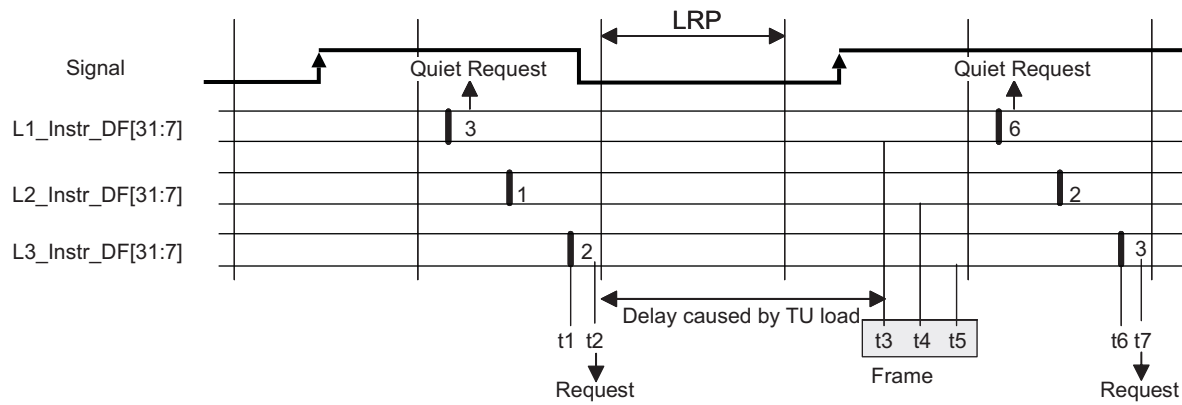 LRP
Signal
Quiet Request
Quiet Request
L1_Instr_DF[31:7]
3
6
L2_Instr_DF[31:7]
1
2
L3_Instr_DF[31:7]
2
3
Delay caused by TU load
t1 t2
t3 t4 t5
t6 t7
Request
Frame
Request